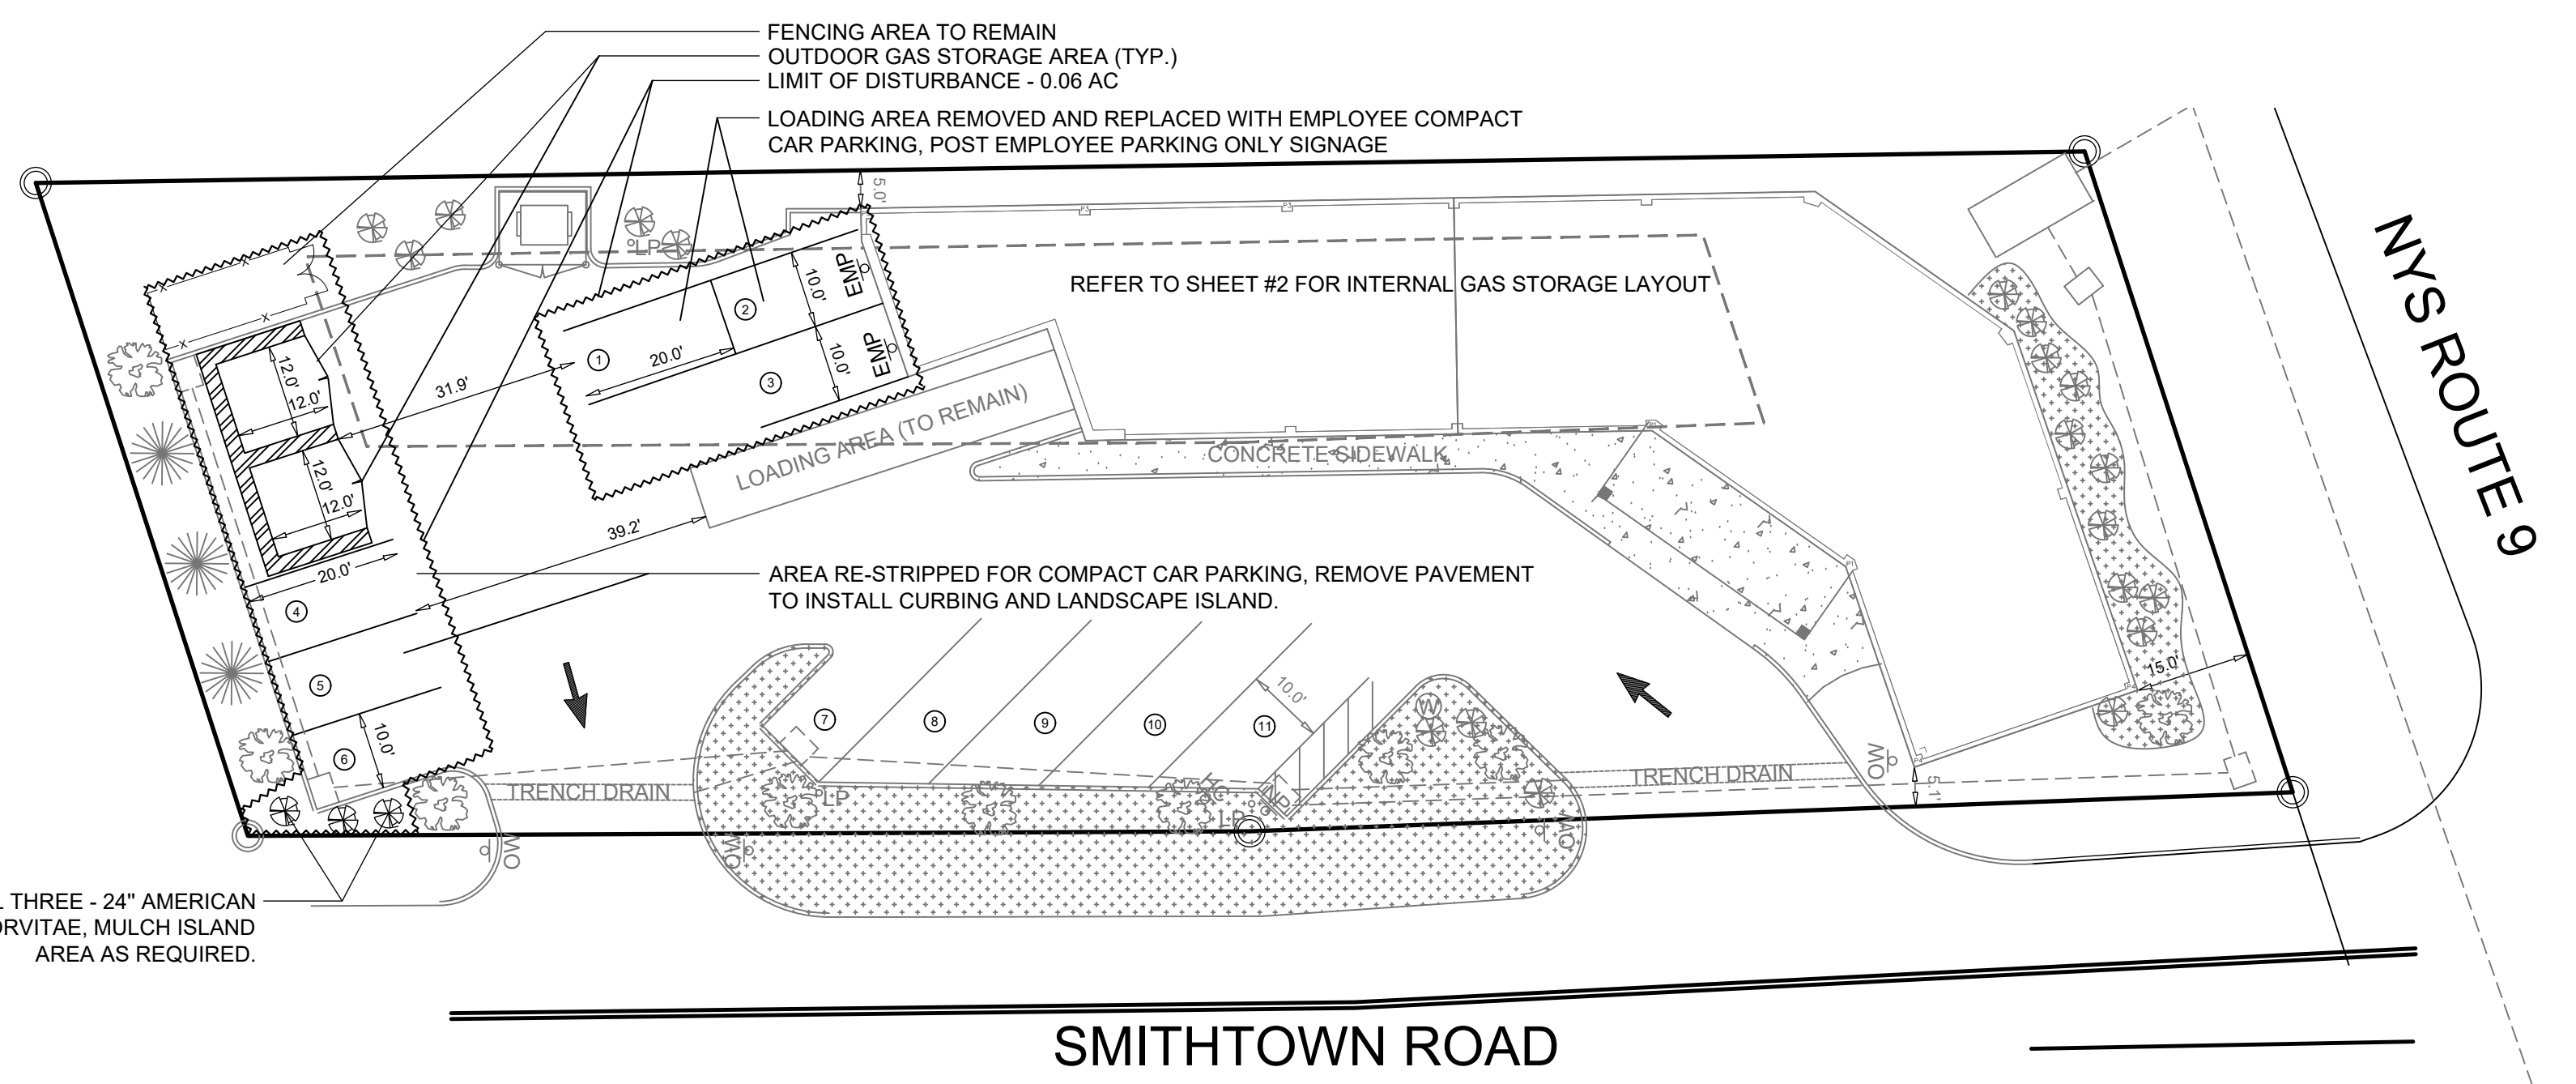 FENCING AREA TO REMAIN
OUTDOOR GAS STORAGE AREA (TYP.)
LIMIT OF DISTURBANCE - 0.06 AC
LOADING AREA REMOVED AND REPLACED WITH EMPLOYEE COMPACT
CAR PARKING, POST EMPLOYEE PARKING ONLY SIGNAGE
5.0'
NYS ROUTE 9
LP
REFER TO SHEET #2 FOR INTERNAL GAS STORAGE LAYOUT
x
x
x
x
10.0'
EMP
2
1
20.0'
3
10.0'
EMP
12.0'
12.0'
31.9'
LOADING AREA (TO REMAIN)
CONCRETE SIDEWALK
12.0'
12.0'
39.2'
20.0'
AREA RE-STRIPPED FOR COMPACT CAR PARKING, REMOVE PAVEMENT
TO INSTALL CURBING AND LANDSCAPE ISLAND.
4
5
6
10.0'
7
8
9
10
11
10.0'
W
15.0'
TRENCH DRAIN
LP
LP
TRENCH DRAIN
OW
5.1'
OW
OW
OW
L THREE - 24" AMERICAN
ORVITAE, MULCH ISLAND
AREA AS REQUIRED.
SMITHTOWN ROAD